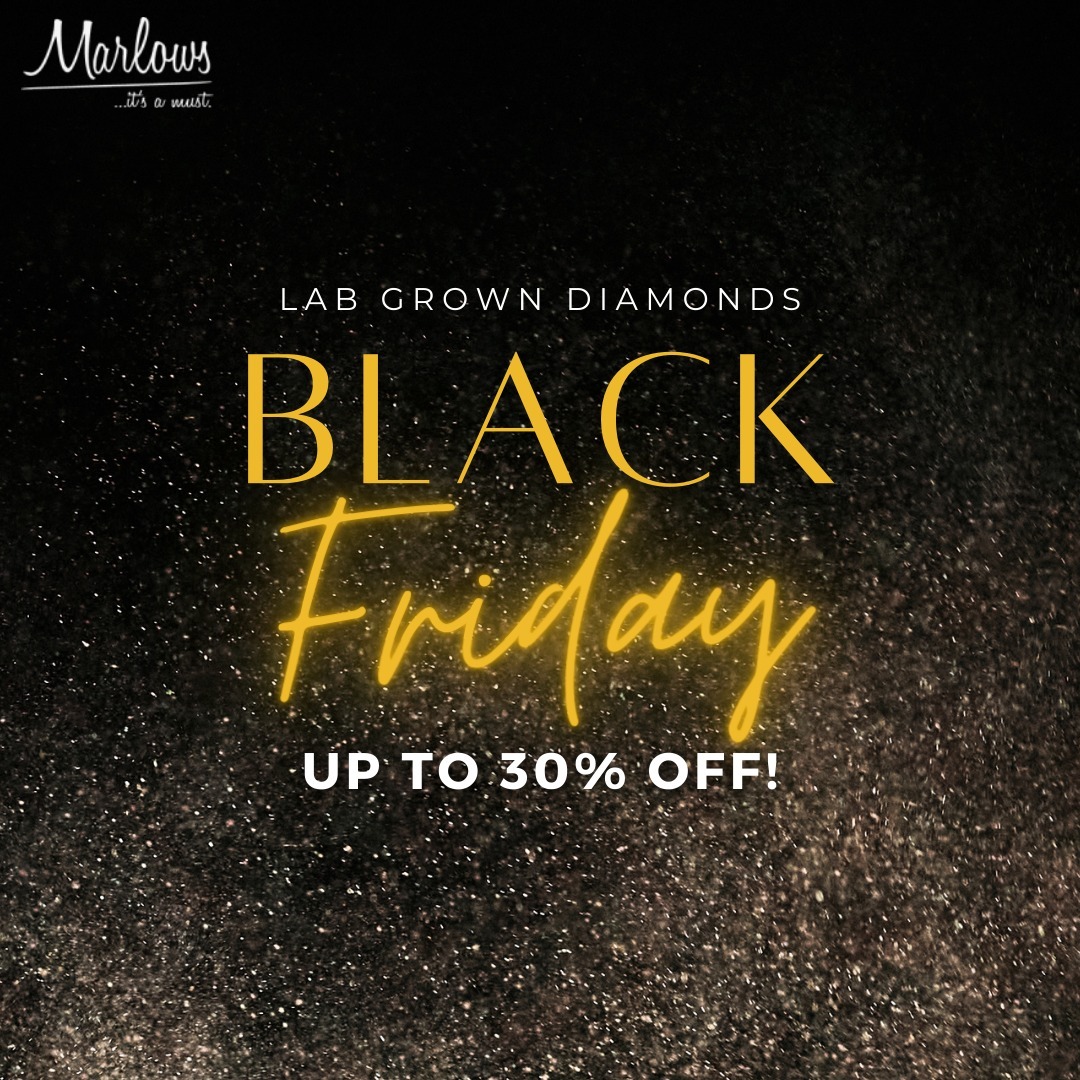 Marlows
...it's a must.
LAB GROWN DIAMONDS
BLACK
Friday
UP TO 30% OFF!